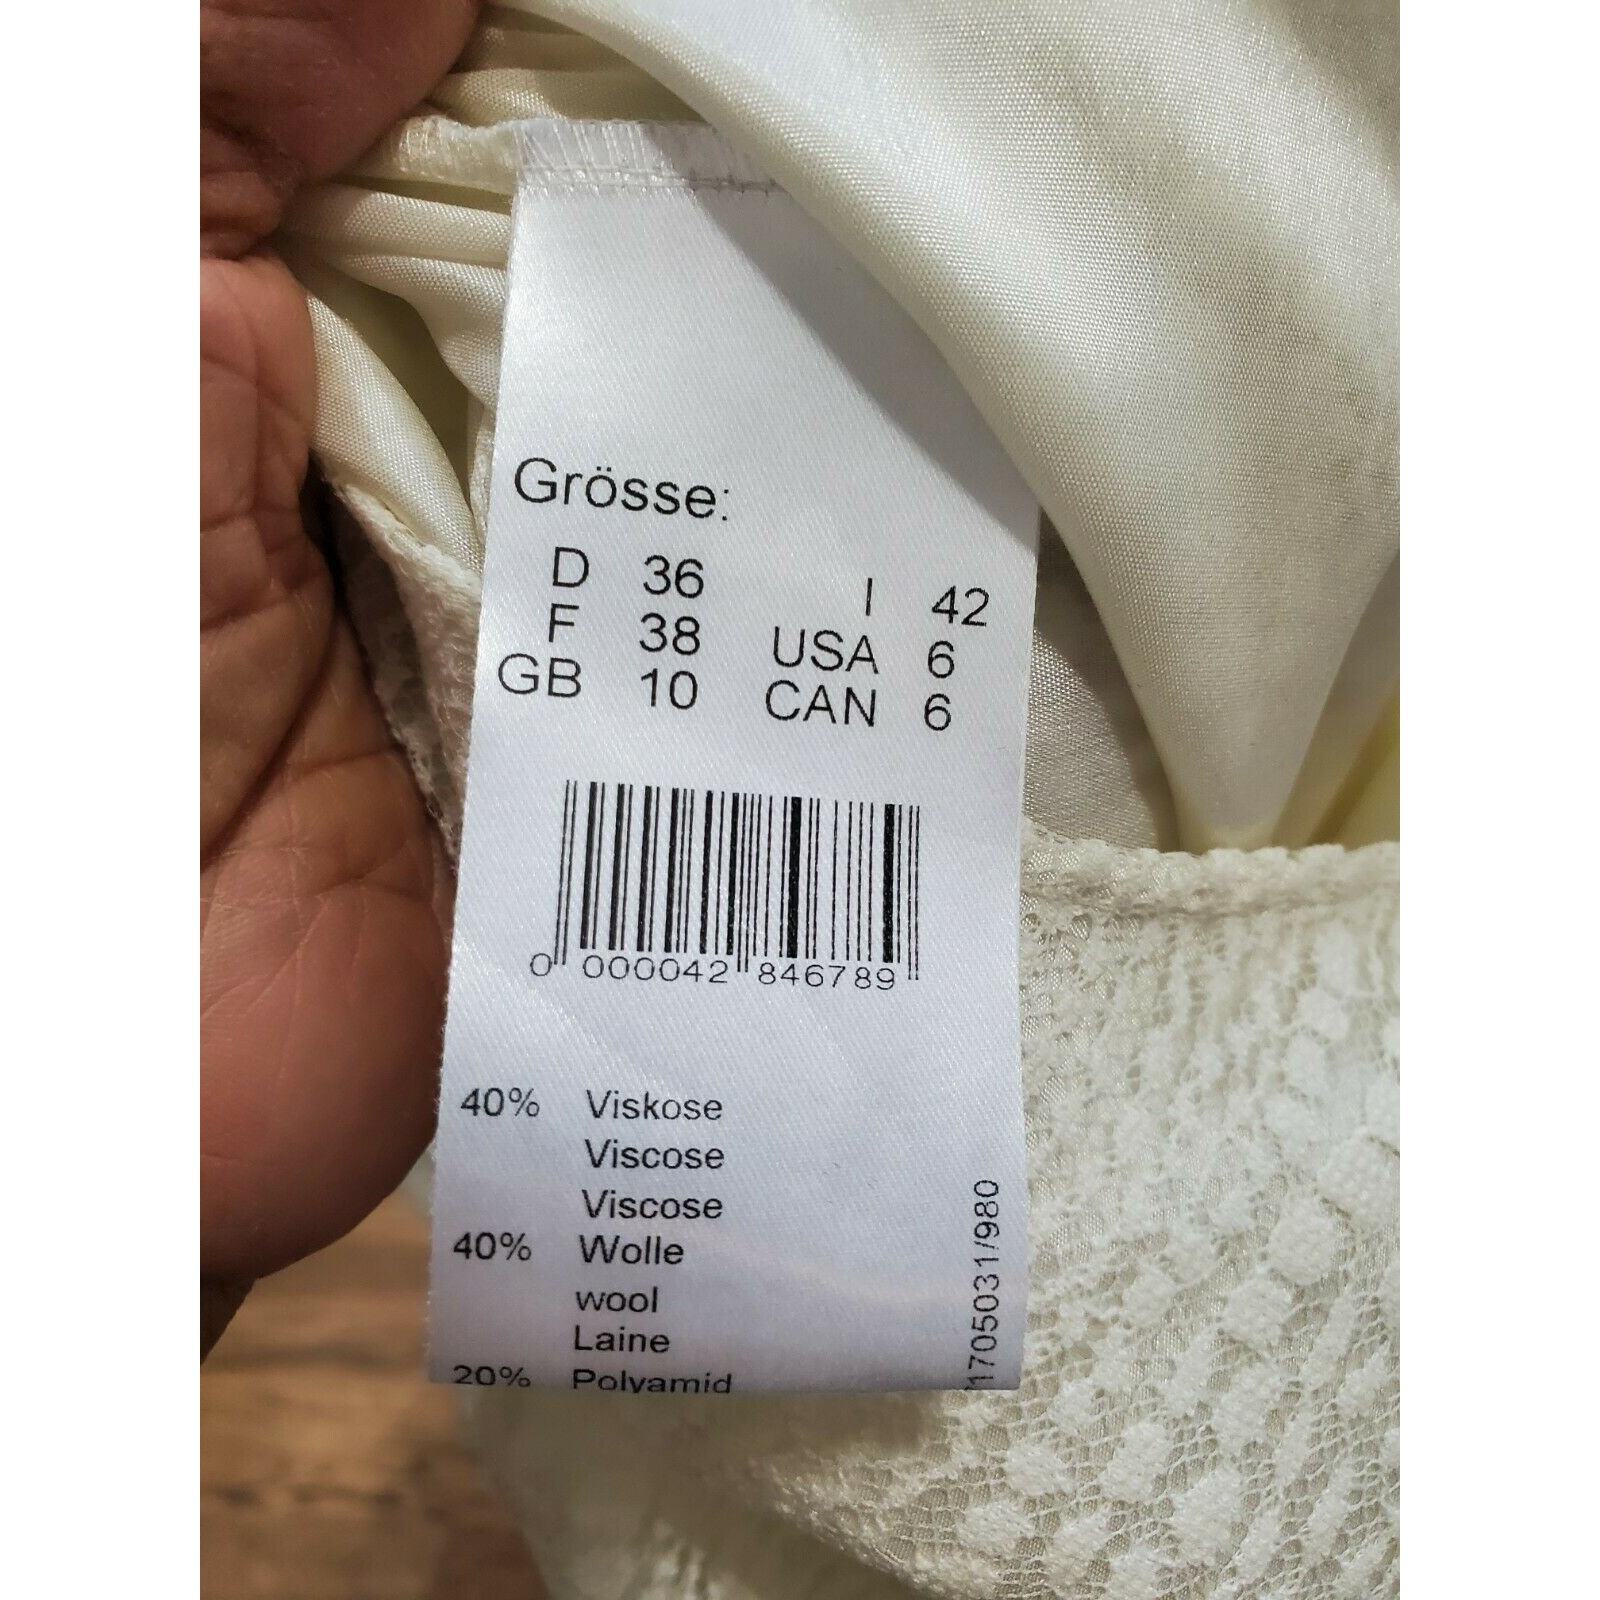 Grösse:
D 36 I 42
F 38 USA 6
GB 10 CAN 6
0 000042 846789
40% Viskose
Viscose
Viscose
40% Wolle
wool
Laine
20% Polyamid
1705031/980